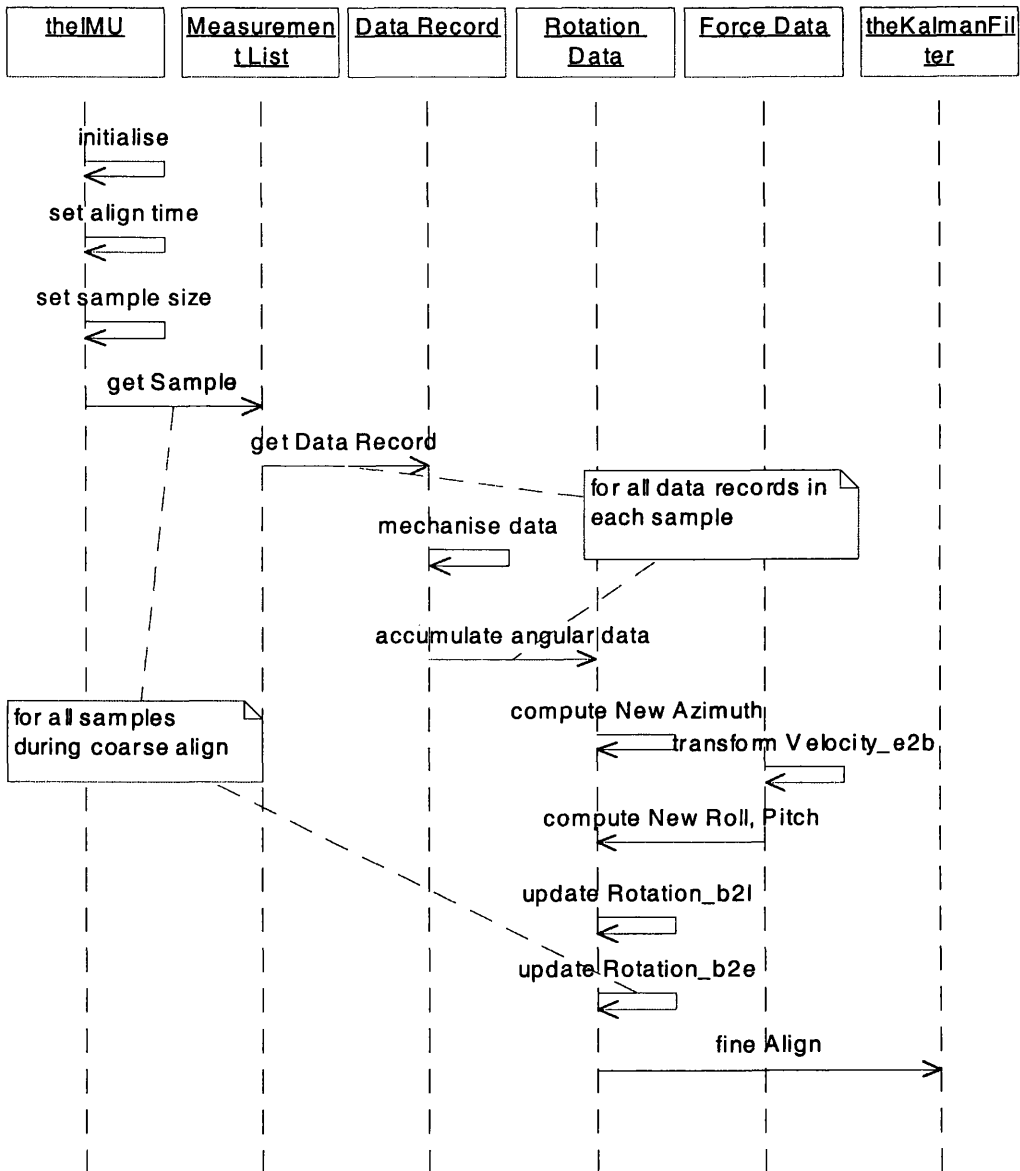 theIMU
Measuremen
t List
Data Record
Rotation
Data
Force Data
theKalmanFil
ter
initialise
set align time
set sample size
get Sample
get Data Record
for all data records in
each sample
mechanise data
accumulate angular data
for all samples
during coarse align
compute New Azimuth
transform Velocity_e2b
compute New Roll, Pitch
update Rotation_b2l
update Rotation_b2e
fine Align